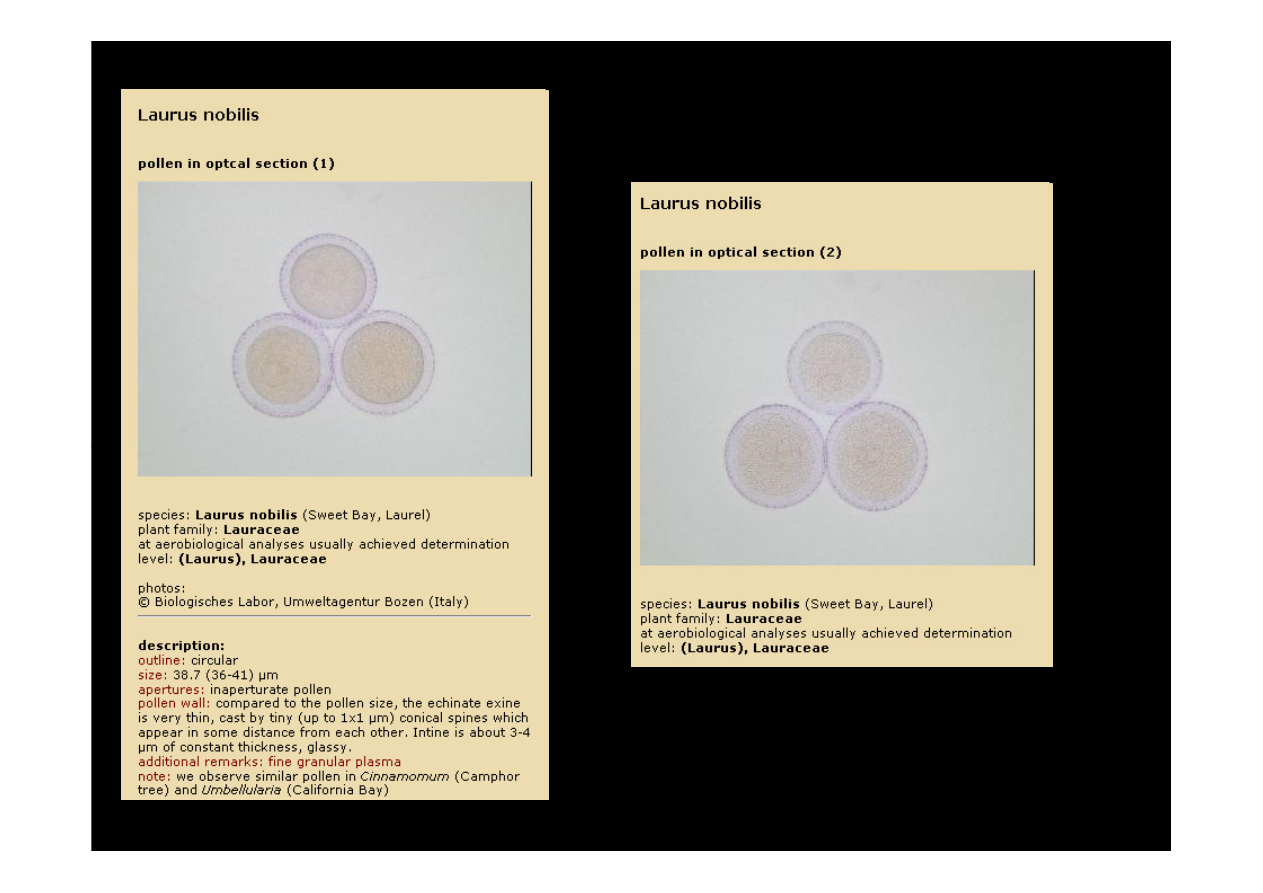 Laurus nobilis
pollen in optcal section (1)
species: Laurus nobilis (Sweet Bay, Laurel)
plant family: Lauraceae
at aerobiological analyses usually achieved determination
level: (Laurus), Lauraceae
photos:
© Biologisches Labor, Umweltagentur Bozen (Italy)
description:
outline: circular
size: 38.7 (36-41) µm
apertures: inaperturate pollen
pollen wall: compared to the pollen size, the echinate exine
is very thin, cast by tiny (up to 1x1 µm) conical spines which
appear in some distance from each other. Intine is about 3-4
µm of constant thickness, glassy.
additional remarks: fine granular plasma
note: we observe similar pollen in Cinnamomum (Camphor
tree) and Umbellularia (California Bay)
Laurus nobilis
pollen in optical section (2)
species: Laurus nobilis (Sweet Bay, Laurel)
plant family: Lauraceae
at aerobiological analyses usually achieved determination
level: (Laurus), Lauraceae